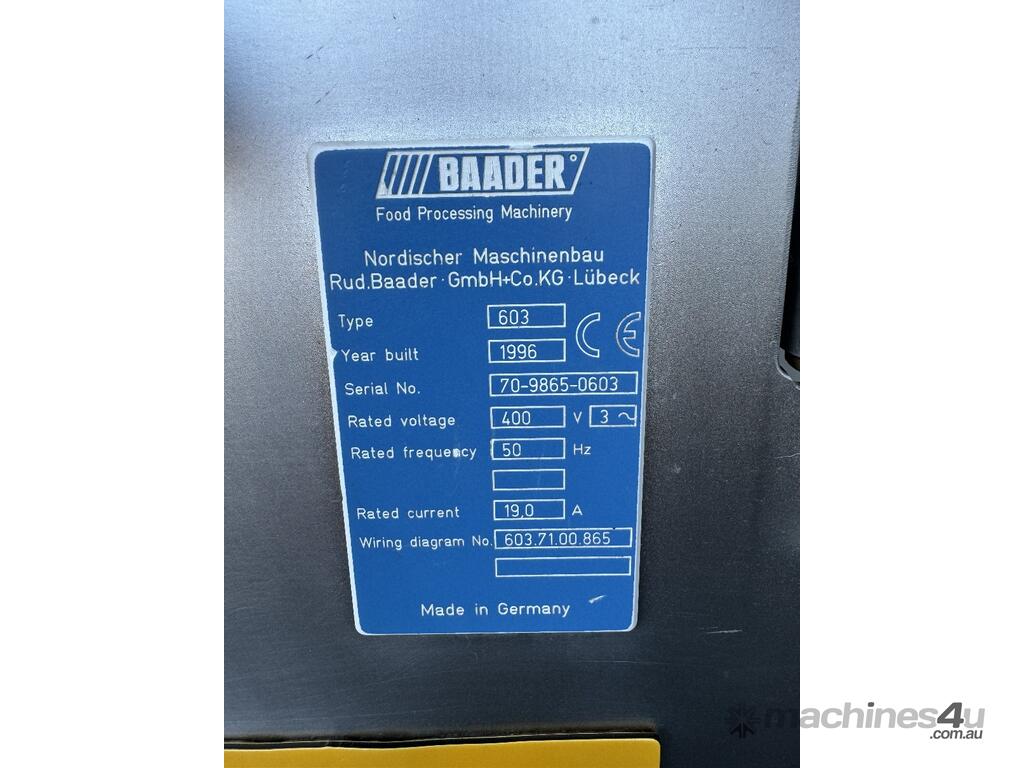 BAADER
Food Processing Machinery
Nordischer Maschinenbau
Rud.Baader·GmbH+Co.KG·Lübeck
Type 603 CE
Year built 1996
Serial No. 70-9865-0603
Rated voltage 400 V 3 ~
Rated frequency 50 Hz
Rated current 19,0 A
Wiring diagram No. 603.71.00.865
Made in Germany
machines4u
.com.au